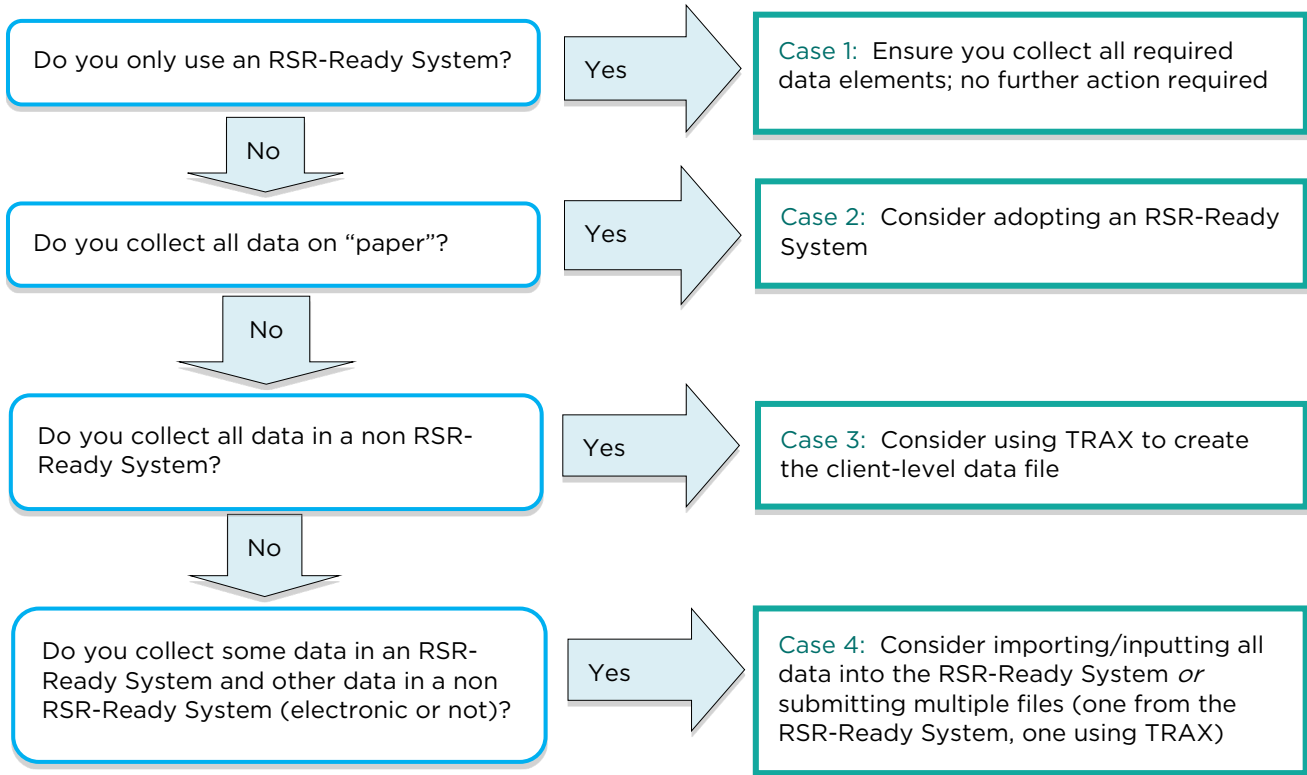 Do you only use an RSR-Ready System?
Yes
Case 1: Ensure you collect all required
data elements; no further action required
No
Do you collect all data on “paper”?
Yes
Case 2: Consider adopting an RSR-Ready
System
No
Do you collect all data in a non RSR-
Ready System?
Yes
Case 3: Consider using TRAX to create
the client-level data file
No
Do you collect some data in an RSR-
Ready System and other data in a non
RSR-Ready System (electronic or not)?
Yes
Case 4: Consider importing/inputting all
data into the RSR-Ready System or
submitting multiple files (one from the
RSR-Ready System, one using TRAX)